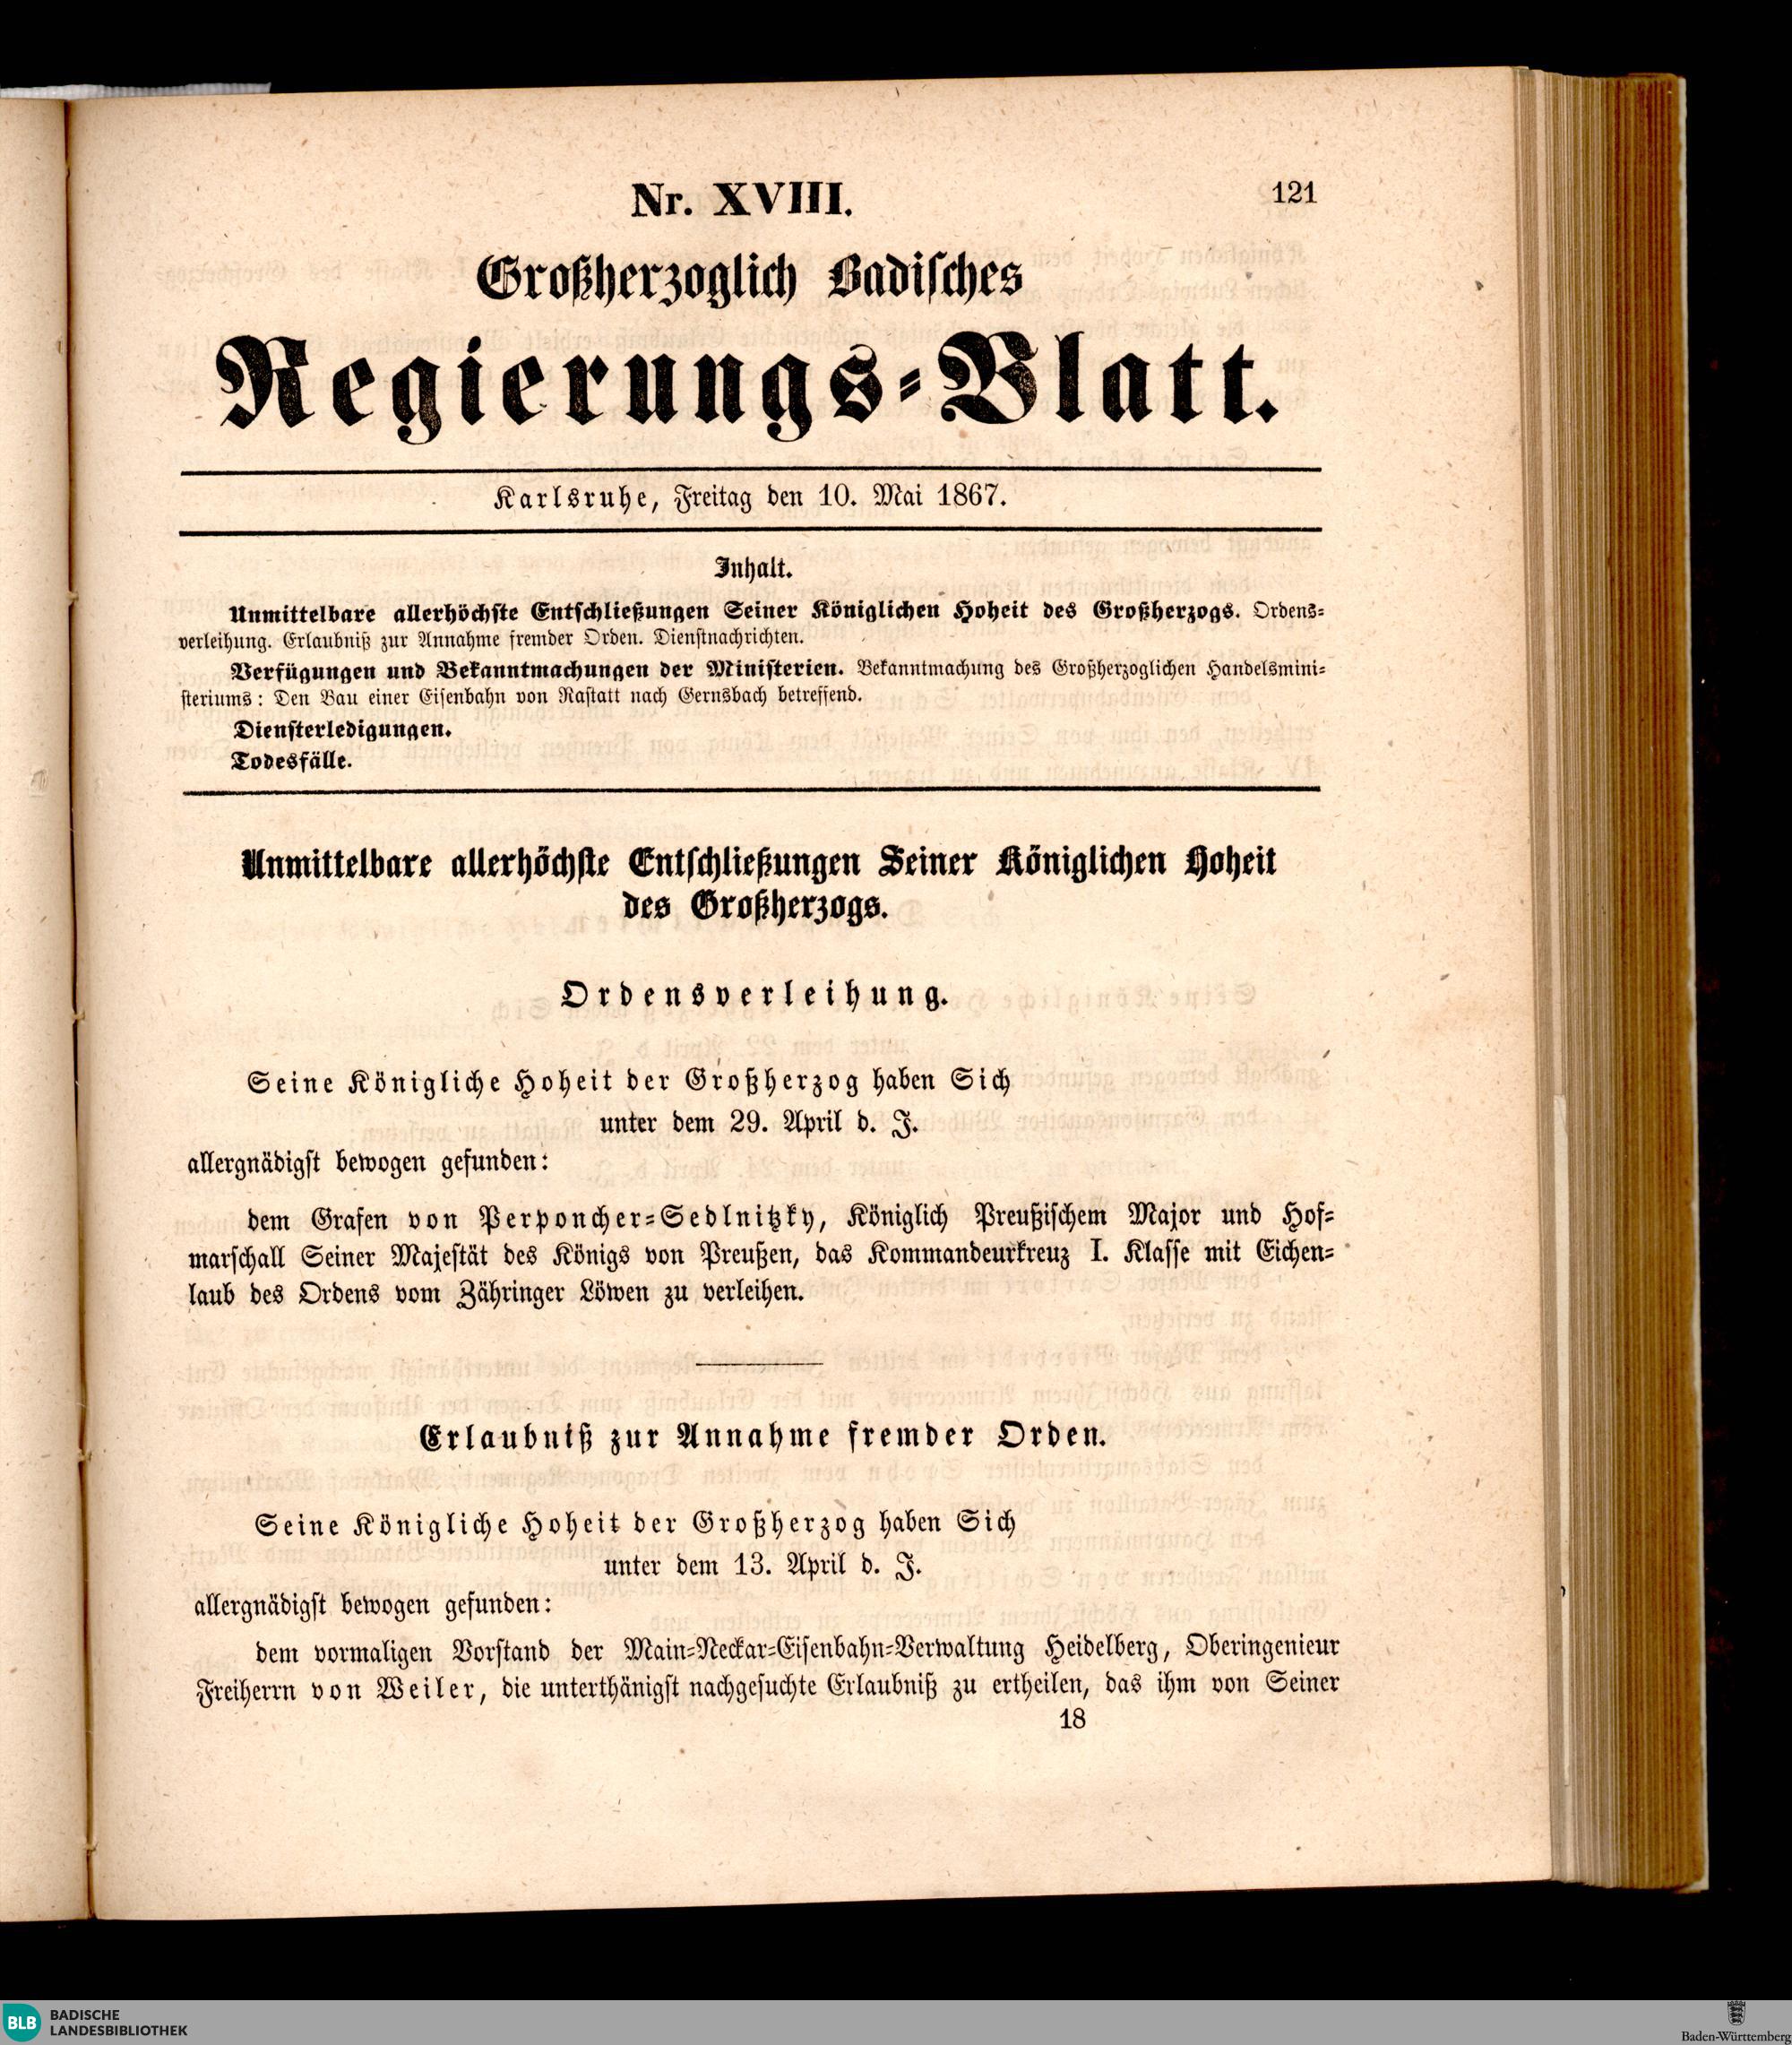 Nr. XVIII.
121
Großherzoglich Badisches
Regierungs-Blatt.
Karlsruhe, Freitag den 10. Mai 1867.
Inhalt.
Unmittelbare allerhöchste Entschließungen Seiner Königlichen Hoheit des Großherzogs. Ordens-
verleihung. Erlaubniß zur Annahme fremder Orden. Dienstnachrichten.
Verfügungen und Bekanntmachungen der Ministerien. Bekanntmachung des Großherzoglichen Handelsmini-
steriums: Den Bau einer Eisenbahn von Rastatt nach Gernsbach betreffend.
Diensterledigungen.
Todesfälle.
Unmittelbare allerhöchste Entschließungen Seiner Königlichen Hoheit
des Großherzogs.
Ordensverleihung.
Seine Königliche Hoheit der Großherzog haben Sich
unter dem 29. April d. J.
allergnädigst bewogen gefunden:
dem Grafen von Perponcher-Sedlnitzky, Königlich Preußischem Major und Hof-
marschall Seiner Majestät des Königs von Preußen, das Kommandeurkreuz I. Klasse mit Eichen-
laub des Ordens vom Zähringer Löwen zu verleihen.
Erlaubniß zur Annahme fremder Orden.
Seine Königliche Hoheit der Großherzog haben Sich
unter dem 13. April d. J.
allergnädigst bewogen gefunden:
dem vormaligen Vorstand der Main-Neckar-Eisenbahn-Verwaltung Heidelberg, Oberingenieur
Freiherrn von Weiler, die unterthänigst nachgesuchte Erlaubniß zu ertheilen, das ihm von Seiner
18
BLB BADISCHE
LANDESBIBLIOTHEK
Baden-Württemberg